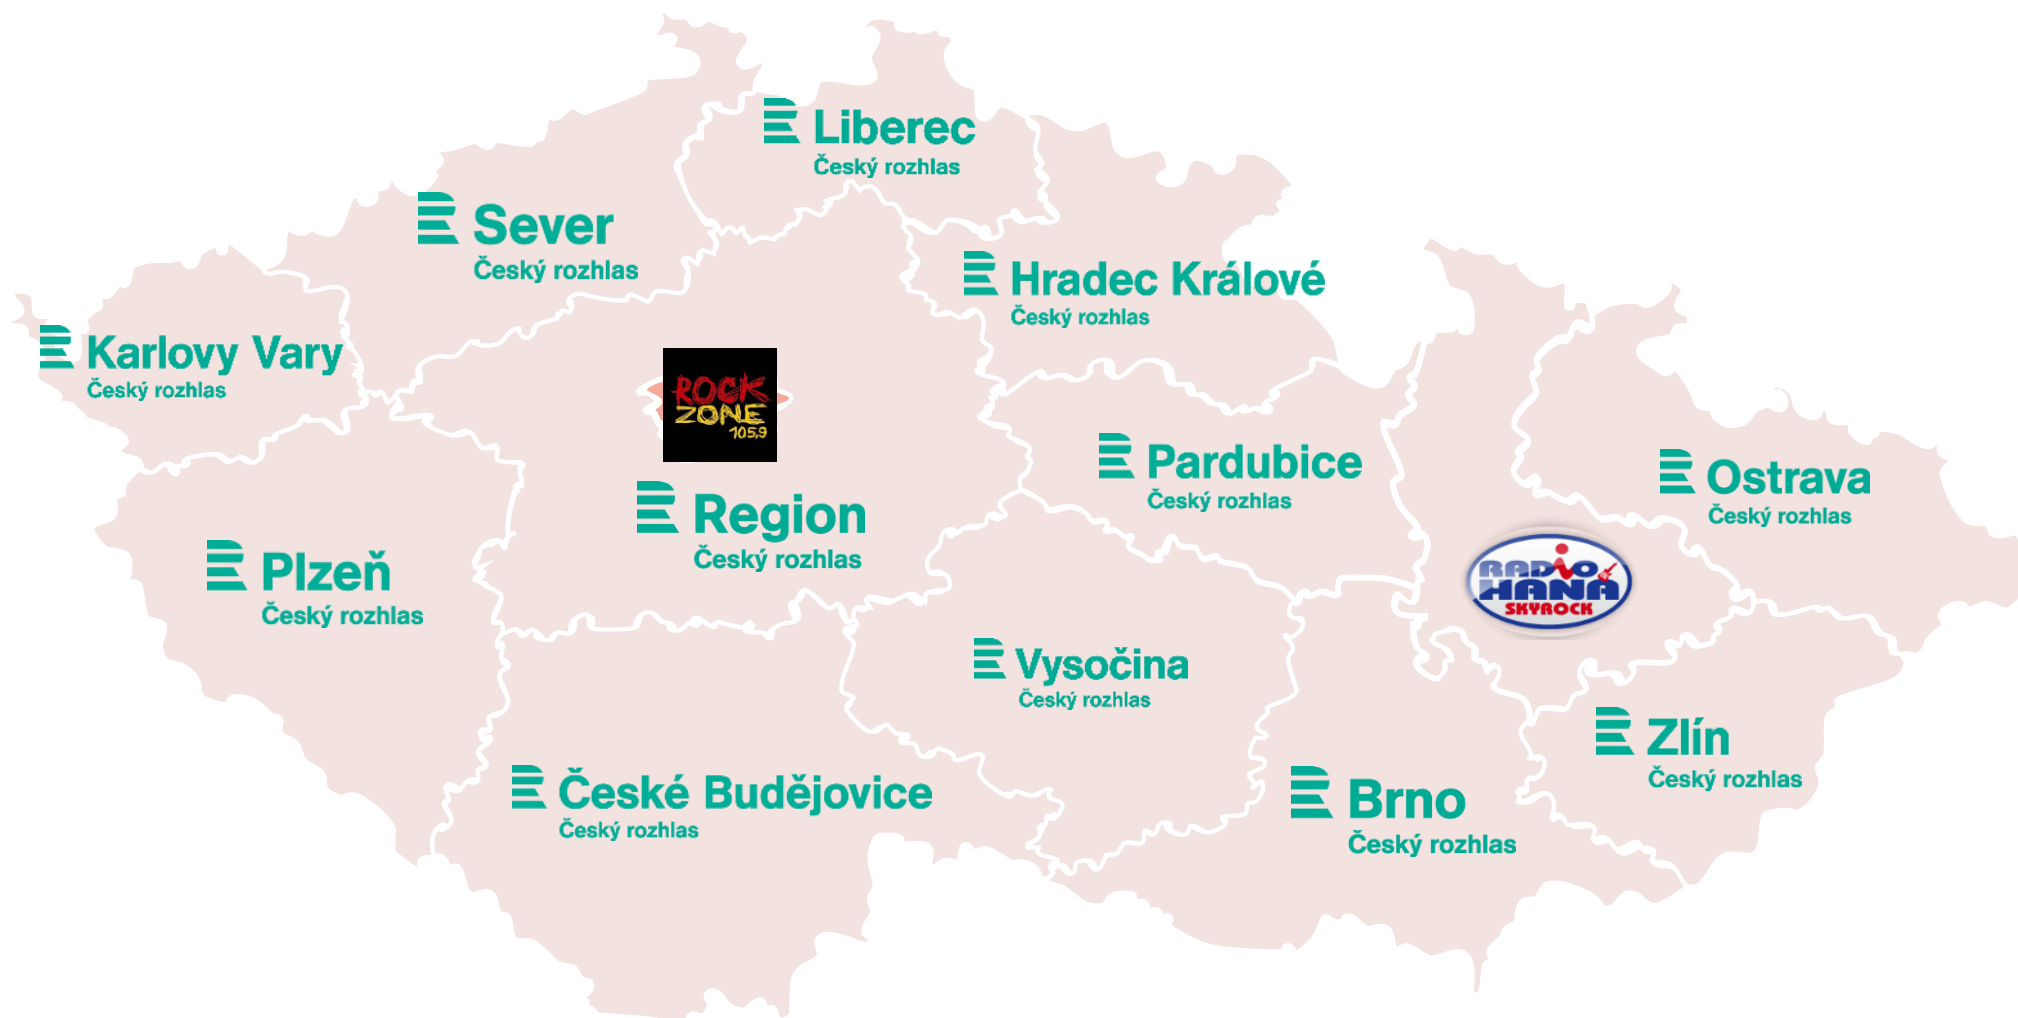 Liberec
Český rozhlas
Sever
Český rozhlas
Hradec Králové
Český rozhlas
Karlovy Vary
Český rozhlas
ROCK
ZONE
105,9
Pardubice
Český rozhlas
Ostrava
Český rozhlas
Region
Český rozhlas
Plzeň
Český rozhlas
RADIO
HANÁ
SKYROCK
Vysočina
Český rozhlas
Zlín
Český rozhlas
České Budějovice
Český rozhlas
Brno
Český rozhlas